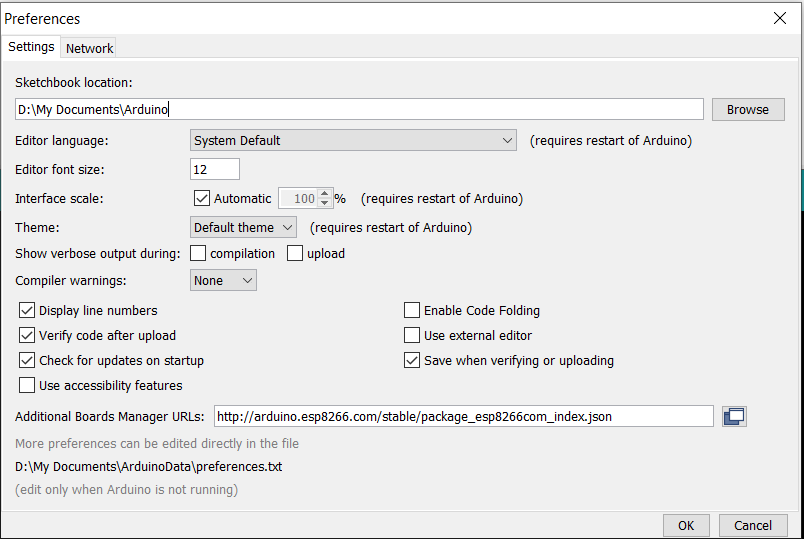 Preferences
Settings Network
Sketchbook location:
D:\My Documents\Arduino Browse
Editor language: System Default (requires restart of Arduino)
Editor font size: 12
Interface scale: Automatic 100 % (requires restart of Arduino)
Theme: Default theme (requires restart of Arduino)
Show verbose output during: compilation upload
Compiler warnings: None
Display line numbers Enable Code Folding
Verify code after upload Use external editor
Check for updates on startup Save when verifying or uploading
Use accessibility features
Additional Boards Manager URLs: http://arduino.esp8266.com/stable/package_esp8266com_index.json
More preferences can be edited directly in the file
D:\My Documents\ArduinoData\preferences.txt
(edit only when Arduino is not running)
OK Cancel